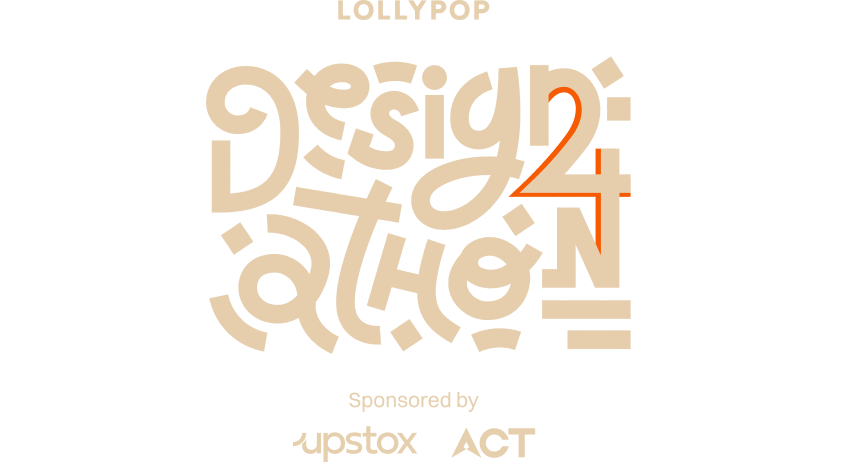 LOLLYPOP
Design
athon
24
Sponsored by
upstox ACT